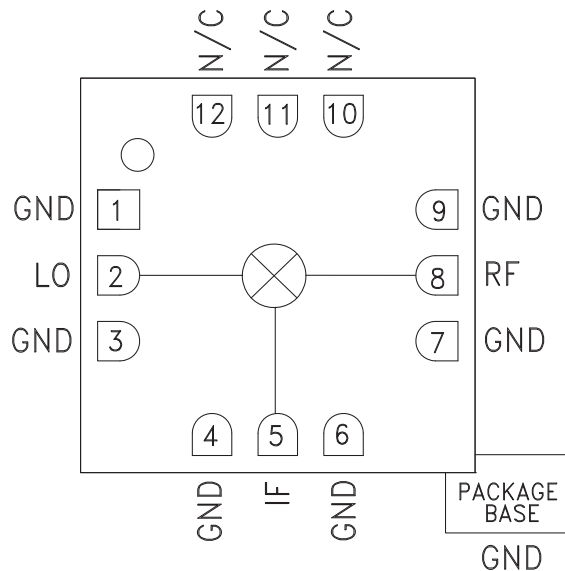 N/C N/C N/C
12 11 10
GND 1 9 GND
LO 2 8 RF
GND 3 7 GND
4 5 6
GND IF GND
PACKAGE
BASE
GND